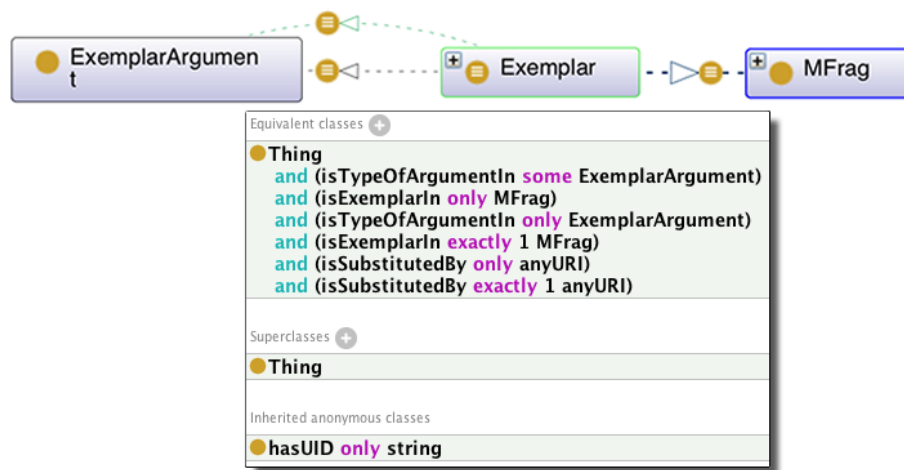 ExemplarArgumen
t
Exemplar
MFrag
Equivalent classes
Thing
and (isTypeOfArgumentIn some ExemplarArgument)
and (isExemplarIn only MFrag)
and (isTypeOfArgumentIn only ExemplarArgument)
and (isExemplarIn exactly 1 MFrag)
and (isSubstitutedBy only anyURI)
and (isSubstitutedBy exactly 1 anyURI)
Superclasses
Thing
Inherited anonymous classes
hasUID only string